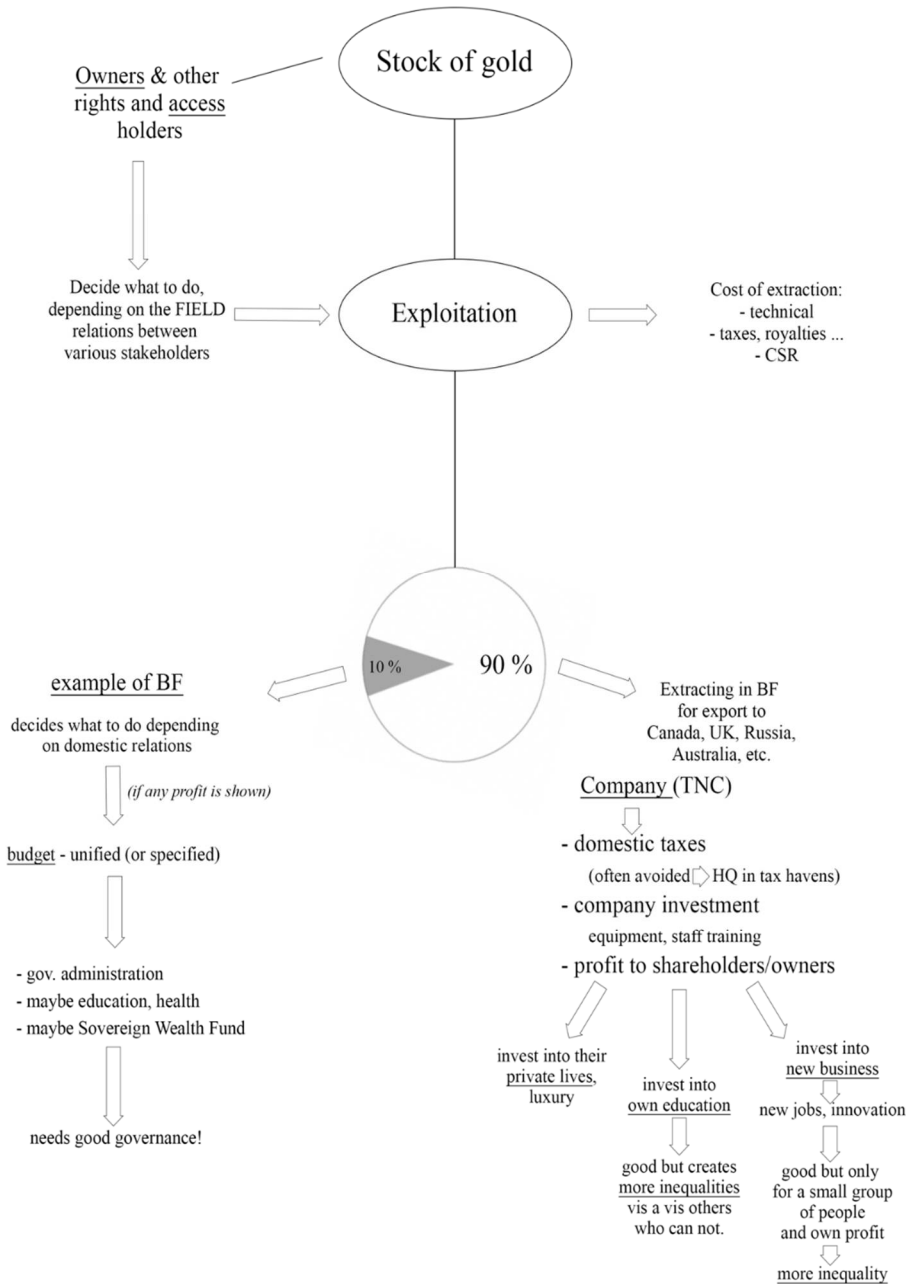 Stock of gold
Owners & other
rights and access
holders
Decide what to do,
depending on the FIELD
relations between
various stakeholders
Exploitation
Cost of extraction:
- technical
- taxes, royalties ...
- CSR
10 %
90 %
example of BF
decides what to do depending
on domestic relations
(if any profit is shown)
budget - unified (or specified)
- gov. administration
- maybe education, health
- maybe Sovereign Wealth Fund
needs good governance!
Extracting in BF
for export to
Canada, UK, Russia,
Australia, etc.
Company (TNC)
- domestic taxes
(often avoided HQ in tax havens)
- company investment
equipment, staff training
- profit to shareholders/owners
invest into their
private lives,
luxury
invest into
own education
good but creates
more inequalities
vis a vis others
who can not.
invest into
new business
new jobs, innovation
good but only
for a small group
of people
and own profit
more inequality